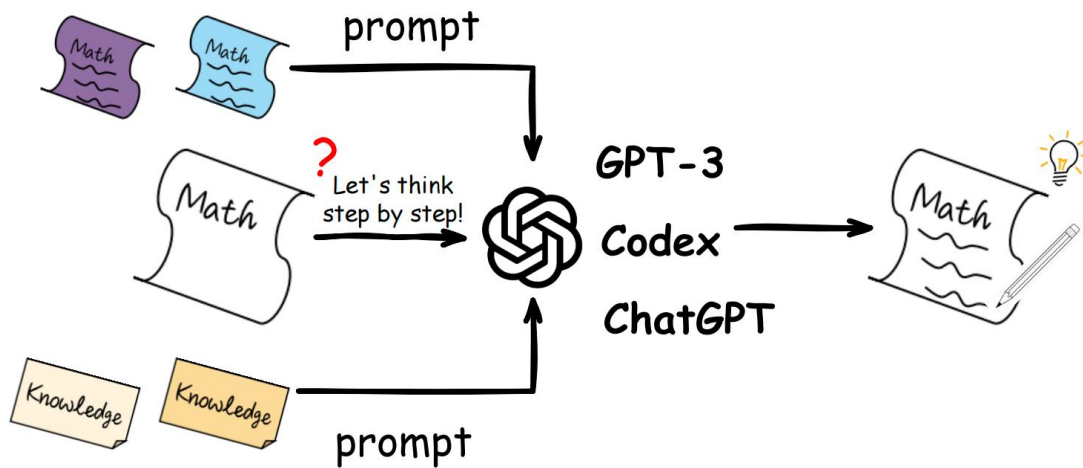 prompt
Math
Math
?
Let's think
step by step!
Math
GPT-3
Codex
ChatGPT
Math
Knowledge
Knowledge
prompt